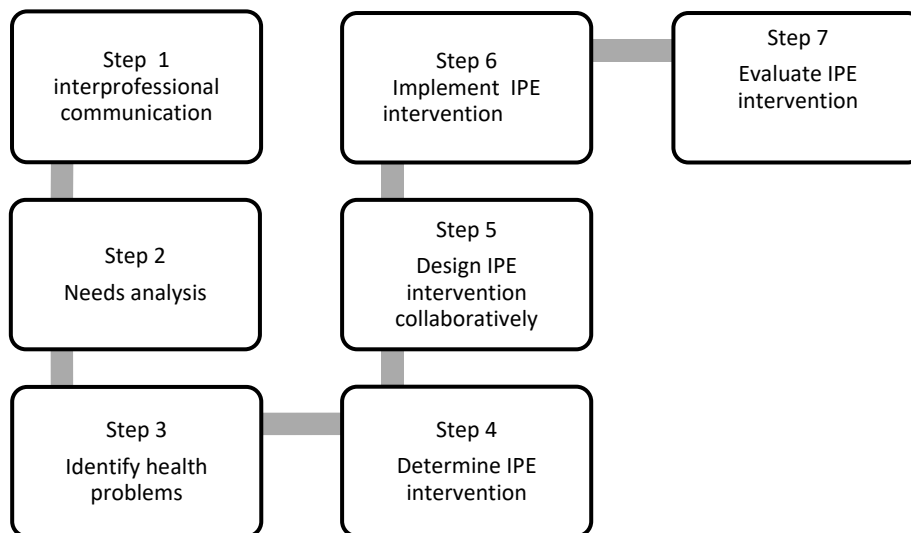 Step 1
interprofessional
communication
Step 2
Needs analysis
Step 3
Identify health
problems
Step 4
Determine IPE
intervention
Step 5
Design IPE
intervention
collaboratively
Step 6
Implement IPE
intervention
Step 7
Evaluate IPE
intervention